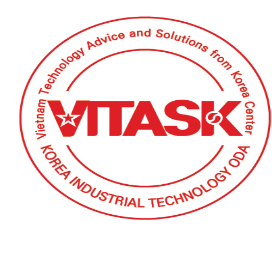 Vietnam Technology Advice and Solutions from Korea Center
VITASK
KOREA INDUSTRIAL TECHNOLOGY ODA